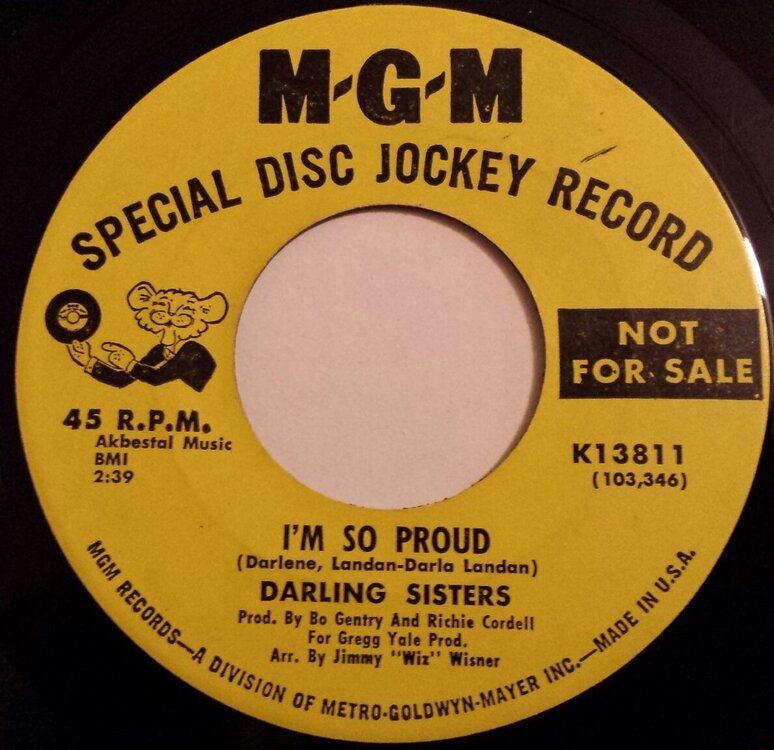 M-G-M
SPECIAL DISC JOCKEY RECORD
NOT
FOR SALE
45 R.P.M.
Akbestal Music
BMI
2:39
K13811
(103,346)
I'M SO PROUD
(Darlene, Landan-Darla Landan)
DARLING SISTERS
Prod. By Bo Gentry And Richie Cordell
For Gregg Yale Prod.
Arr. By Jimmy "Wiz" Wisner
MGM RECORDS—A DIVISION OF METRO-GOLDWYN-MAYER INC.—MADE IN U.S.A.